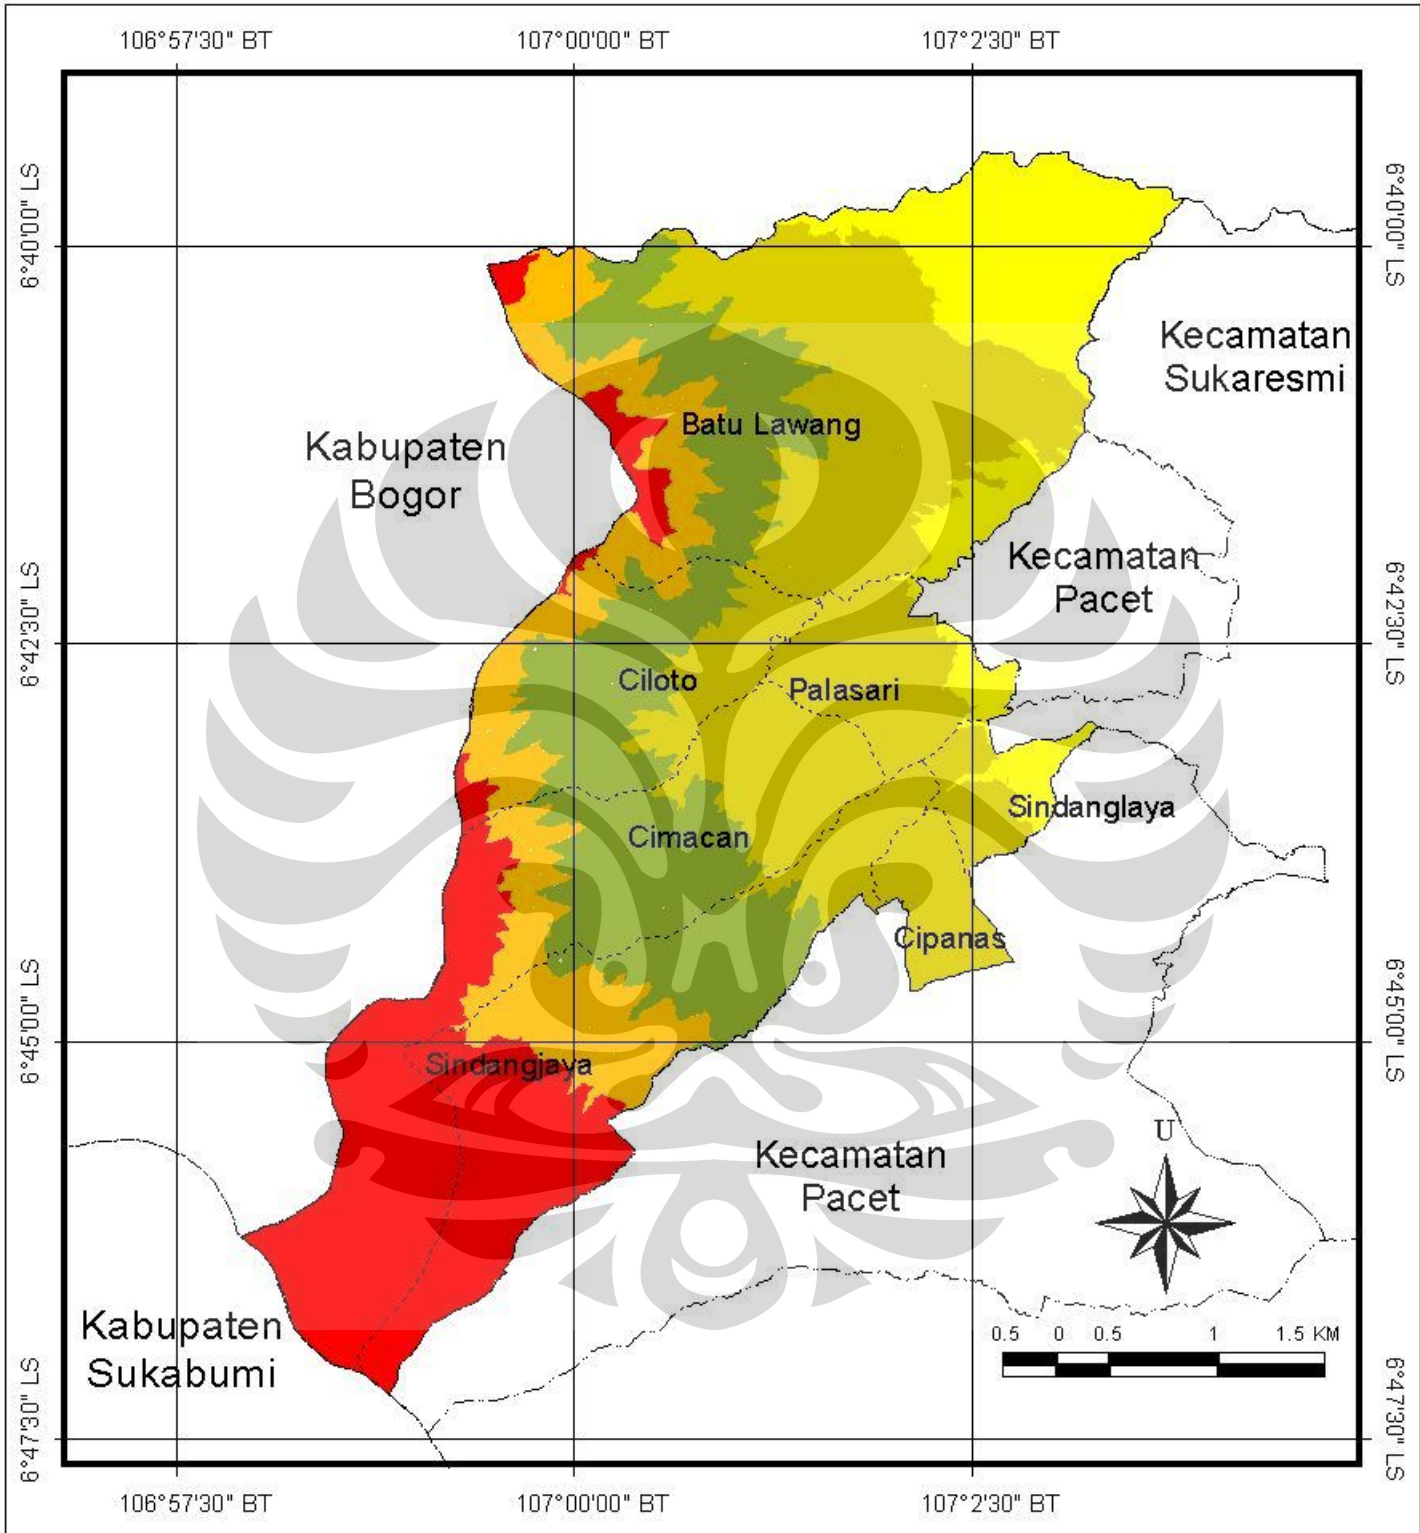 106°57'30" BT
107°00'00" BT
107°2'30" BT
6°40'00" LS
6°40'00" LS
Kecamatan
Sukaresmi
Batu Lawang
Kabupaten
Bogor
Kecamatan
Pacet
6°42'30" LS
6°42'30" LS
Ciloto
Palasari
Sindanglaya
Cimacan
Cipanas
6°45'00" LS
6°45'00" LS
Sindangjaya
U
Kecamatan
Pacet
Kabupaten
Sukabumi
0.5 0 0.5 1 1.5 KM
6°47'30" LS
6°47'30" LS
106°57'30" BT
107°00'00" BT
107°2'30" BT